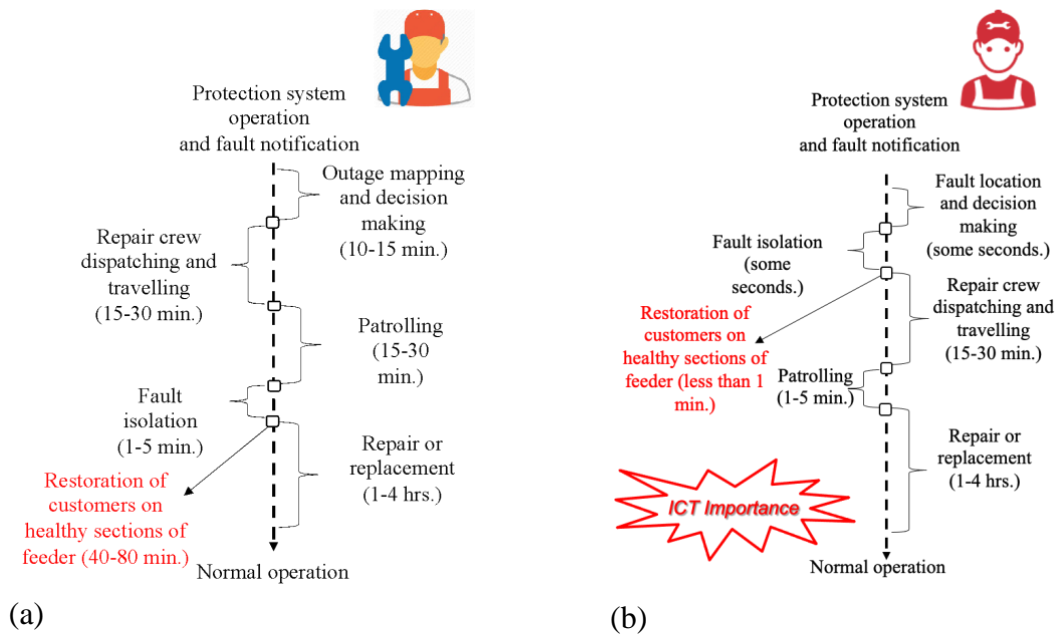 Protection system
operation
and fault notification
Outage mapping
and decision
making
(10-15 min.)
Repair crew
dispatching and
travelling
(15-30 min.)
Patrolling
(15-30
min.)
Fault
isolation
(1-5 min.)
Repair or
replacement
(1-4 hrs.)
Restoration of
customers on
healthy sections of
feeder (40-80 min.)
Normal operation
(a)
Protection system
operation
and fault notification
Fault location
and decision
making
(some seconds.)
Fault isolation
(some
seconds.)
Repair crew
dispatching and
travelling
(15-30 min.)
Restoration of
customers on
healthy sections of
feeder (less than 1
min.)
Patrolling
(1-5 min.)
Repair or
replacement
(1-4 hrs.)
ICT Importance
Normal operation
(b)